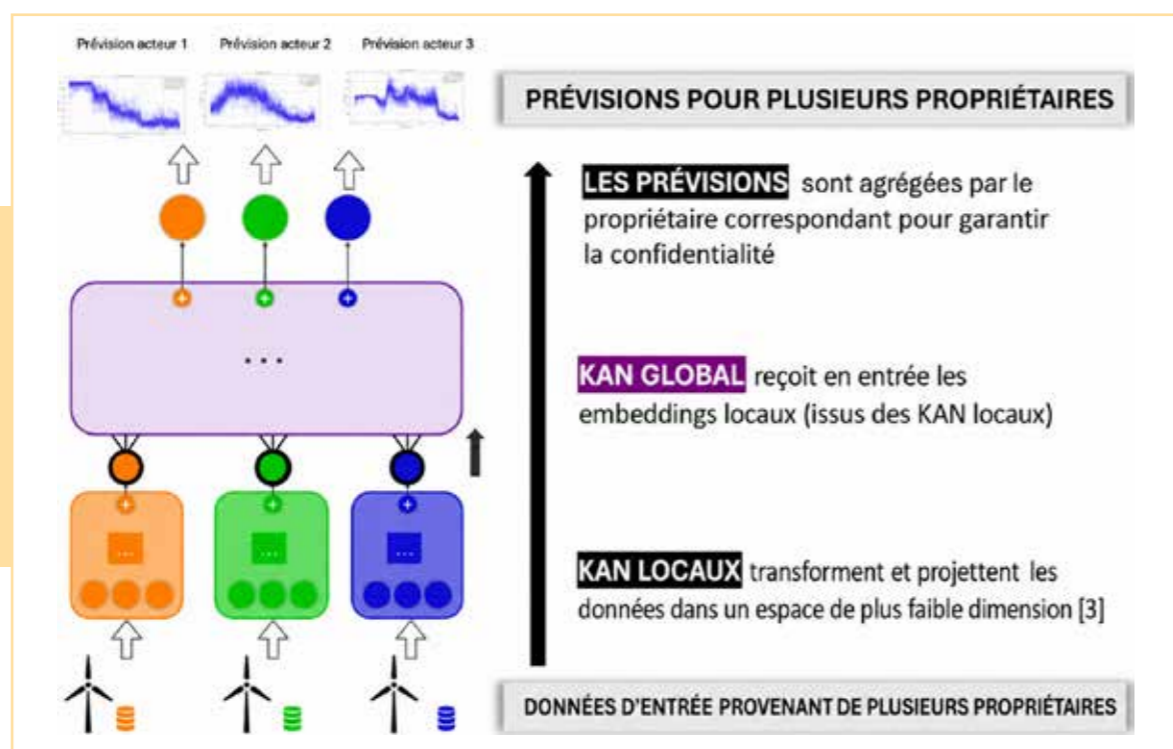 Prévision acteur 1 Prévision acteur 2 Prévision acteur 3
PRÉVISIONS POUR PLUSIEURS PROPRIÉTAIRES
LES PRÉVISIONS sont agrégées par le
propriétaire correspondant pour garantir
la confidentialité
...
KAN GLOBAL reçoit en entrée les
embeddings locaux (issus des KAN locaux)
... ... ...
KAN LOCAUX transforment et projettent les
données dans un espace de plus faible dimension [3]
DONNÉES D'ENTRÉE PROVENANT DE PLUSIEURS PROPRIÉTAIRES